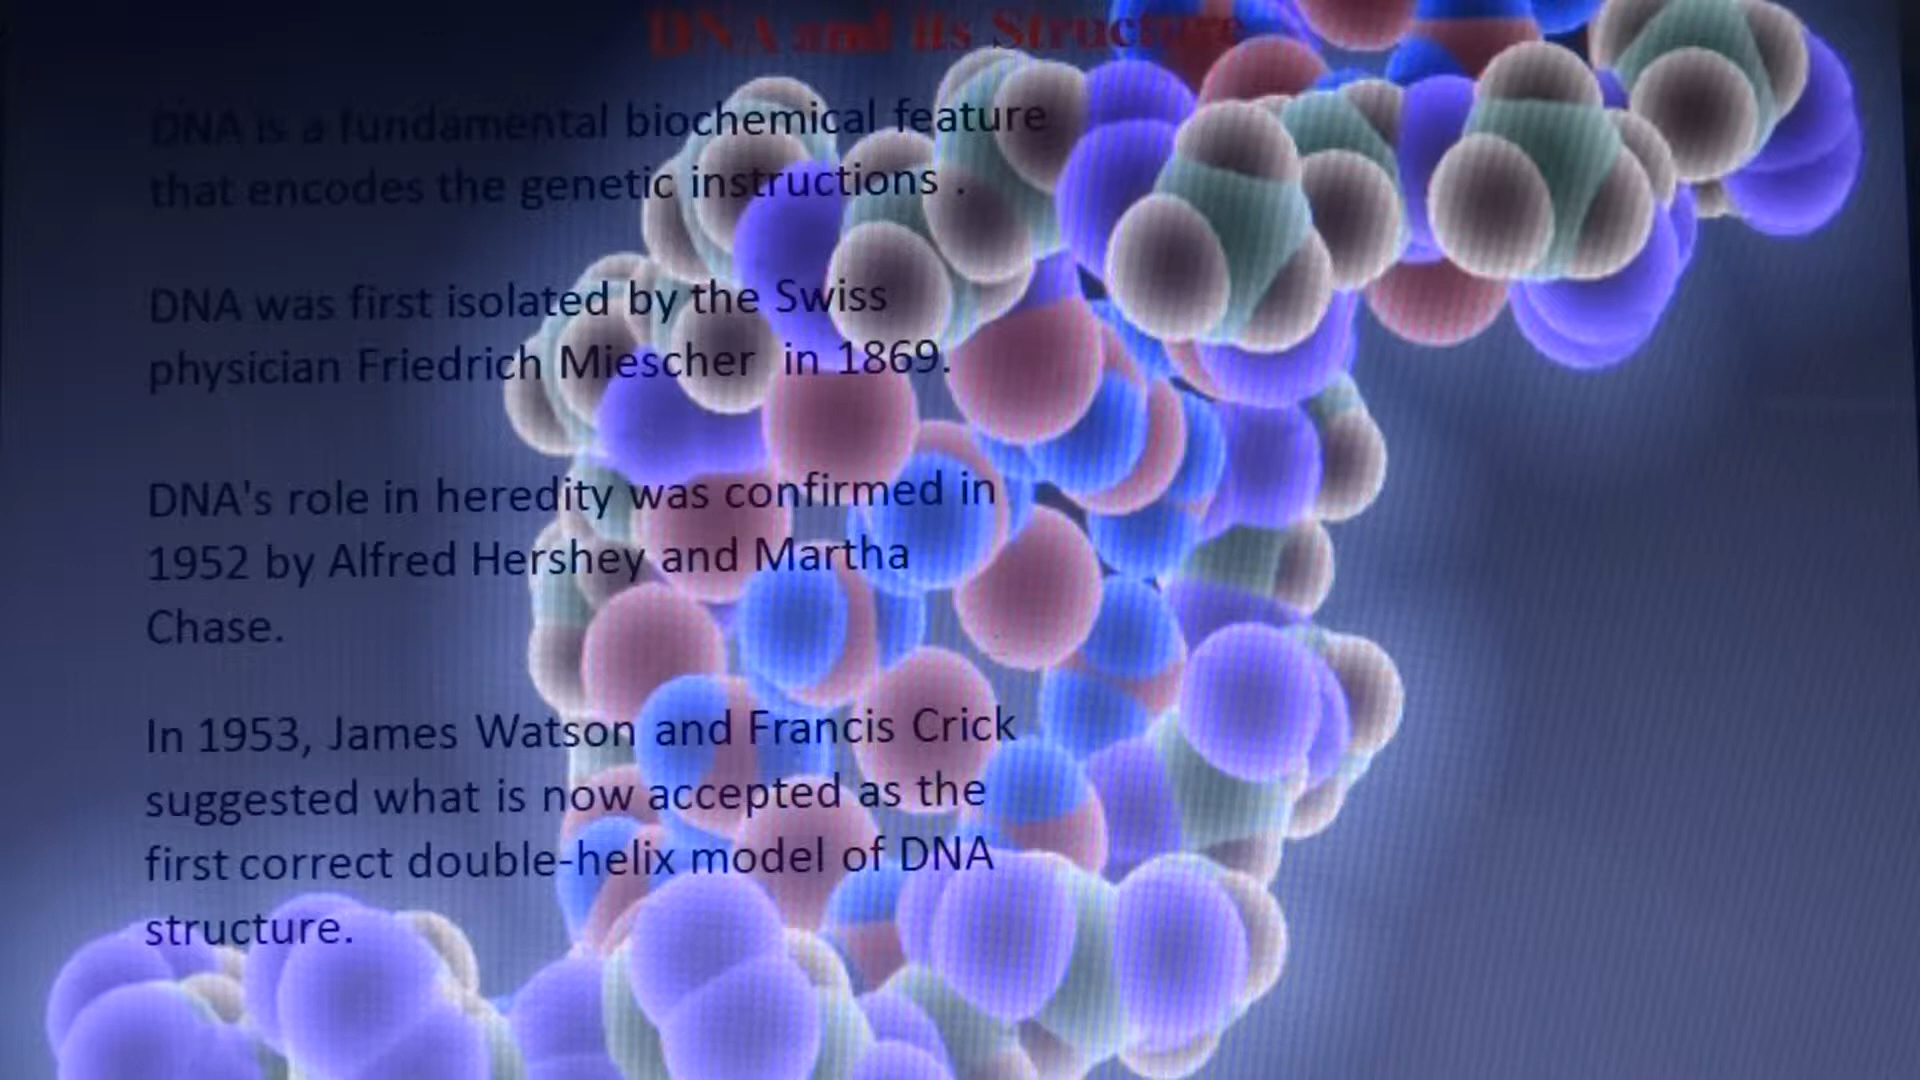 DNA and its Structure
DNA is a fundamental biochemical feature
that encodes the genetic instructions .
DNA was first isolated by the Swiss
physician Friedrich Miescher in 1869.
DNA's role in heredity was confirmed in
1952 by Alfred Hershey and Martha
Chase.
In 1953, James Watson and Francis Crick
suggested what is now accepted as the
first correct double-helix model of DNA
structure.